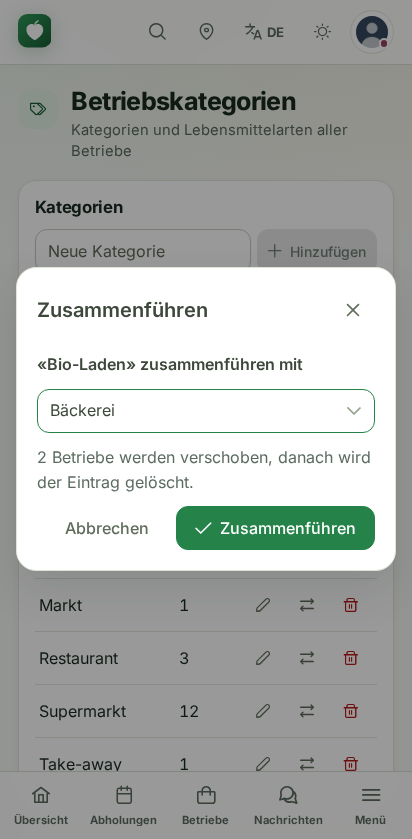 DE
Betriebskategorien
Kategorien und Lebensmittelarten aller
Betriebe
Kategorien
Neue Kategorie
Hinzufügen
Zusammenführen
«Bio-Laden» zusammenführen mit
Bäckerei
2 Betriebe werden verschoben, danach wird
der Eintrag gelöscht.
Abbrechen
Zusammenführen
Markt 1
Restaurant 3
Supermarkt 12
Take-away 1
Übersicht
Abholungen
Betriebe
Nachrichten
Menü